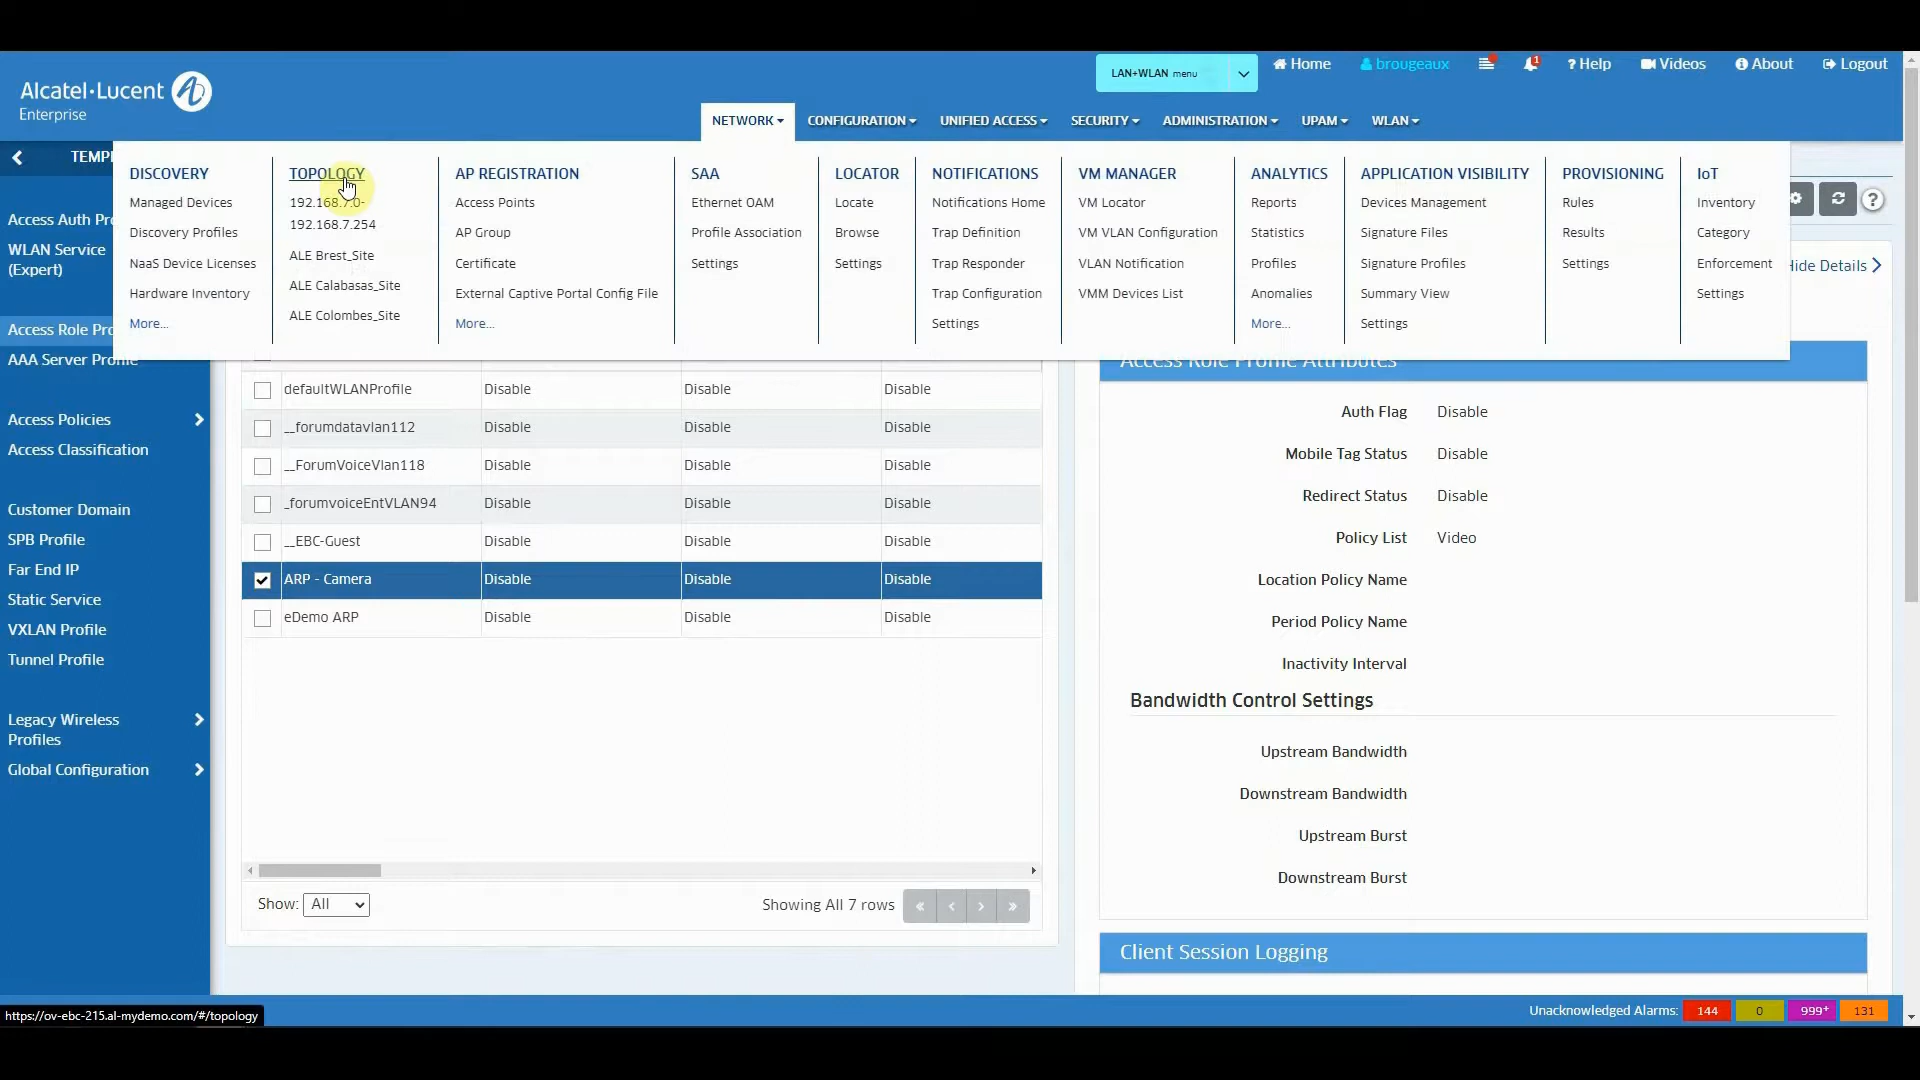 LAN+WLAN menu
Home
brougeaux
1
? Help
Videos
About
Logout
Alcatel·Lucent
Enterprise
NETWORK
CONFIGURATION
UNIFIED ACCESS
SECURITY
ADMINISTRATION
UPAM
WLAN
TEMP
DISCOVERY
Managed Devices
Discovery Profiles
NaaS Device Licenses
Hardware Inventory
More...
TOPOLOGY
192.168.7.0-
192.168.7.254
ALE Brest_Site
ALE Calabasas_Site
ALE Colombes_Site
AP REGISTRATION
Access Points
AP Group
Certificate
External Captive Portal Config File
More...
SAA
Ethernet OAM
Profile Association
Settings
LOCATOR
Locate
Browse
Settings
NOTIFICATIONS
Notifications Home
Trap Definition
Trap Responder
Trap Configuration
Settings
VM MANAGER
VM Locator
VM VLAN Configuration
VLAN Notification
VMM Devices List
ANALYTICS
Reports
Statistics
Profiles
Anomalies
More...
APPLICATION VISIBILITY
Devices Management
Signature Files
Signature Profiles
Summary View
Settings
PROVISIONING
Rules
Results
Settings
IoT
Inventory
Category
Enforcement
Settings
?
Hide Details
Access Auth Pro
WLAN Service
(Expert)
Access Role Pro
AAA Server Profile
Access Policies
Access Classification
Customer Domain
SPB Profile
Far End IP
Static Service
VXLAN Profile
Tunnel Profile
Legacy Wireless
Profiles
Global Configuration
defaultWLANProfile Disable Disable Disable
__forumdatavlan112 Disable Disable Disable
__ForumVoiceVlan118 Disable Disable Disable
_forumvoiceEntVLAN94 Disable Disable Disable
__EBC-Guest Disable Disable Disable
ARP - Camera Disable Disable Disable
eDemo ARP Disable Disable Disable
Show: All
Showing All 7 rows
« ‹ › »
Access Role Profile Attributes
Auth Flag Disable
Mobile Tag Status Disable
Redirect Status Disable
Policy List Video
Location Policy Name
Period Policy Name
Inactivity Interval
Bandwidth Control Settings
Upstream Bandwidth
Downstream Bandwidth
Upstream Burst
Downstream Burst
Client Session Logging
https://ov-ebc-215.al-mydemo.com/#/topology
Unacknowledged Alarms: 144 0 999+ 131